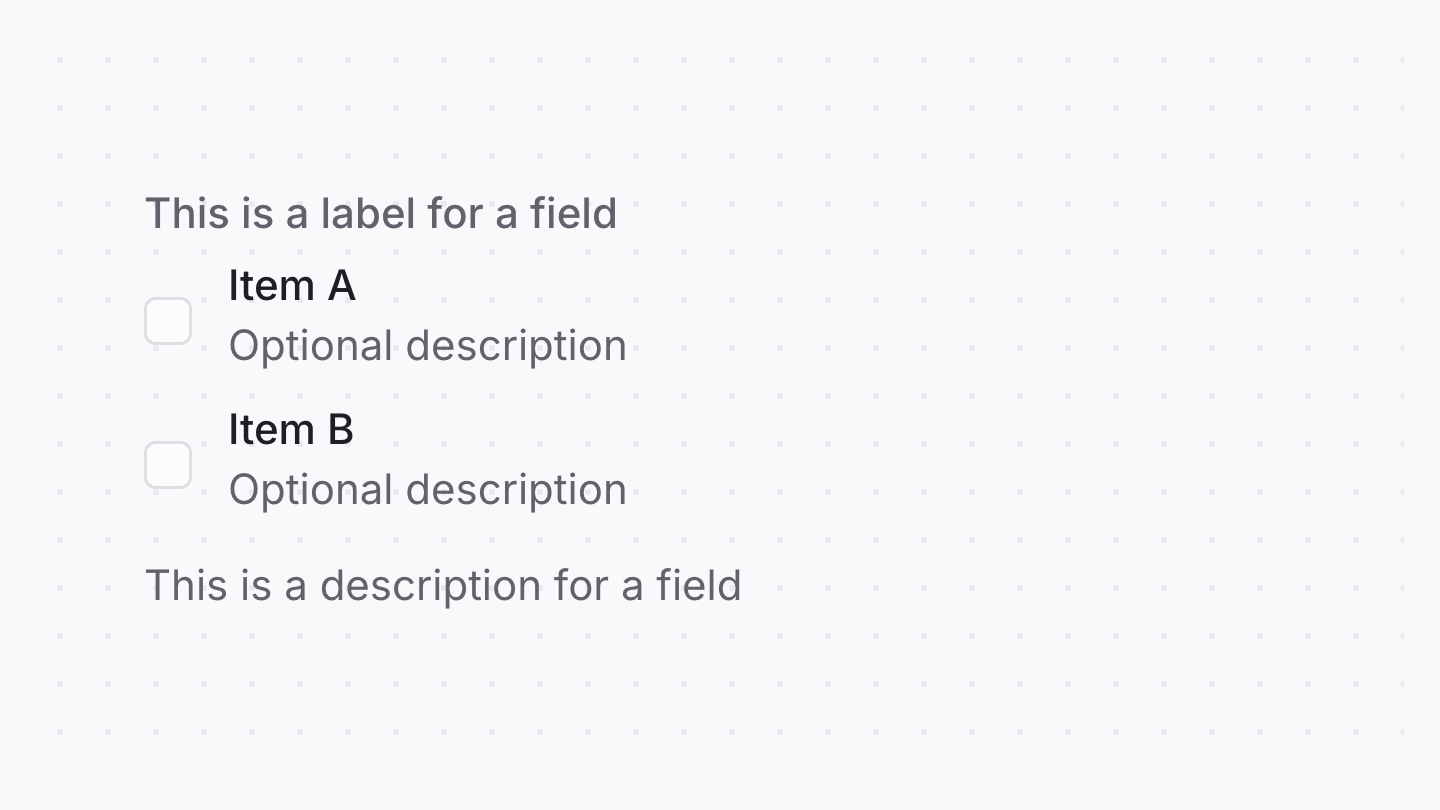 This is a label for a field
Item A
Optional description
Item B
Optional description
This is a description for a field